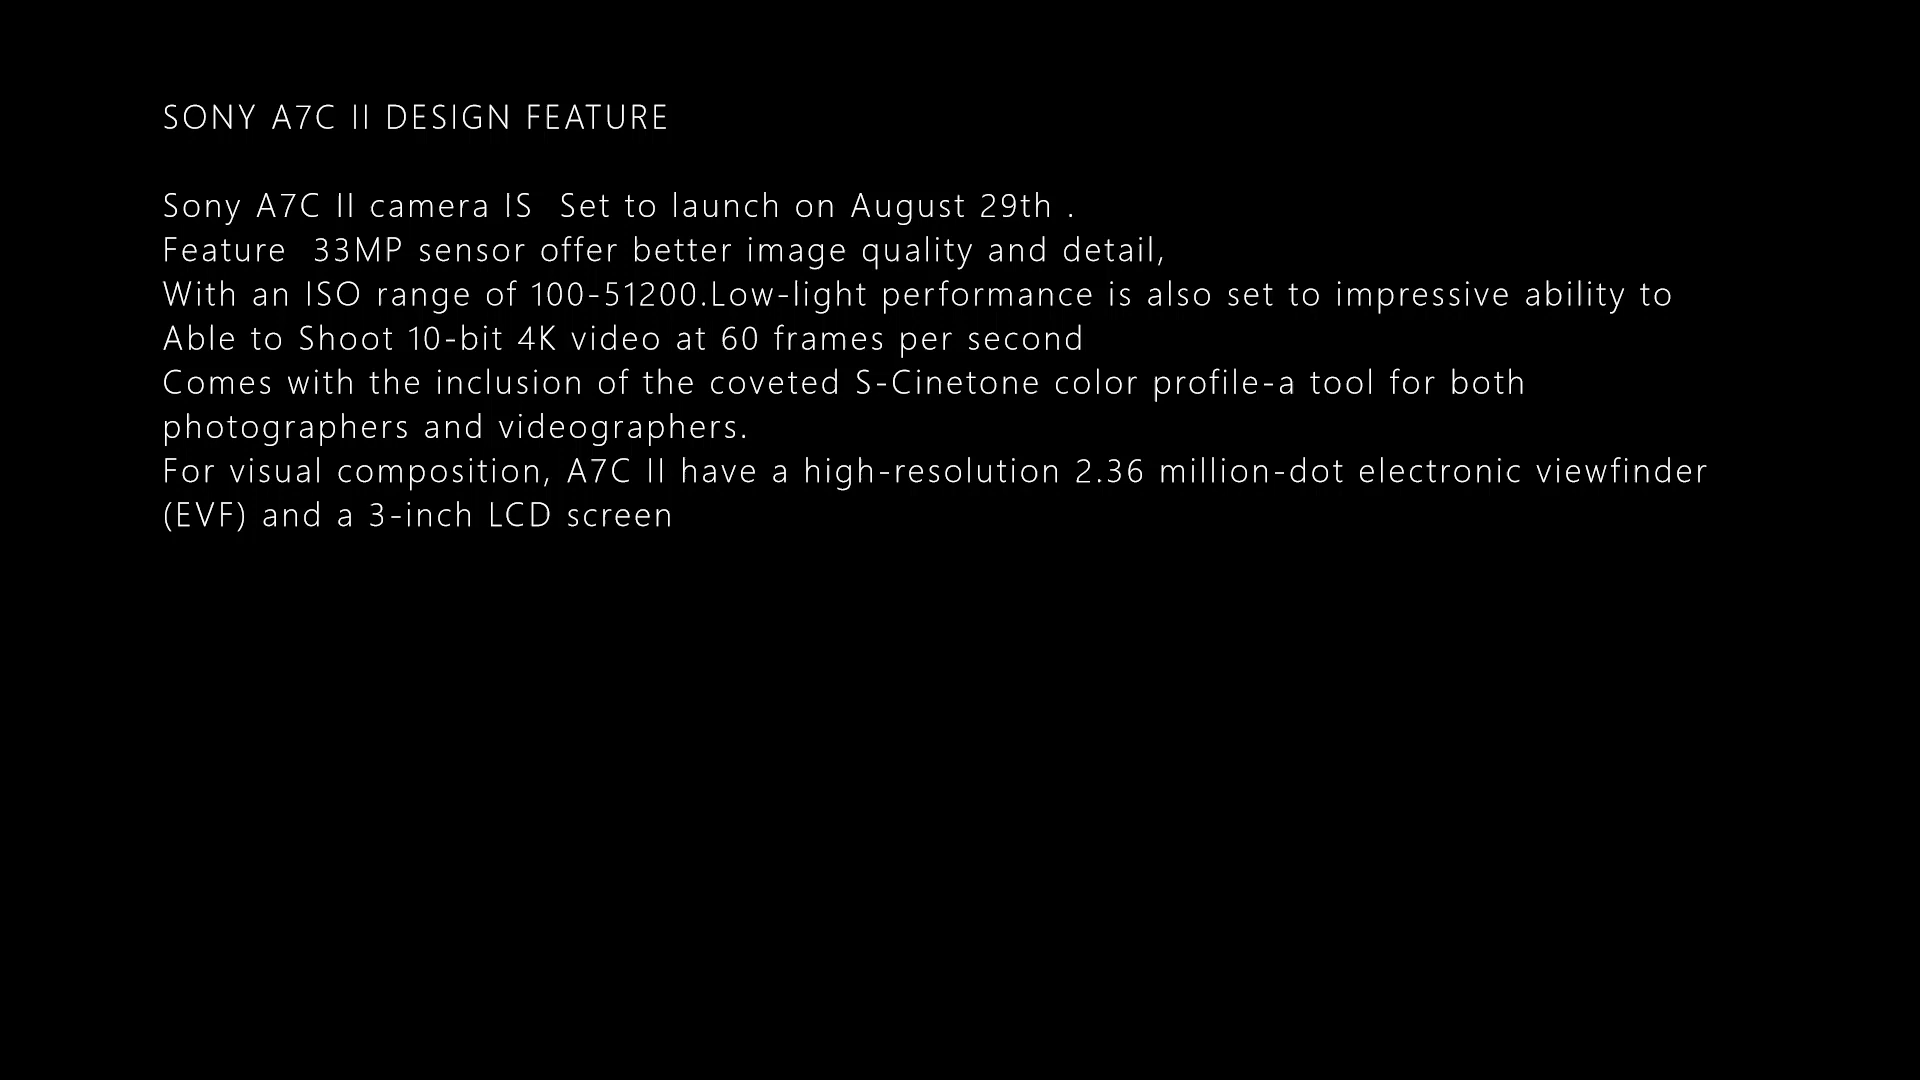 SONY A7C II DESIGN FEATURE
Sony A7C II camera IS  Set to launch on August 29th .
Feature  33MP sensor offer better image quality and detail,
With an ISO range of 100-51200.Low-light performance is also set to impressive ability to
Able to Shoot 10-bit 4K video at 60 frames per second
Comes with the inclusion of the coveted S-Cinetone color profile-a tool for both
photographers and videographers.
For visual composition, A7C II have a high-resolution 2.36 million-dot electronic viewfinder
(EVF) and a 3-inch LCD screen